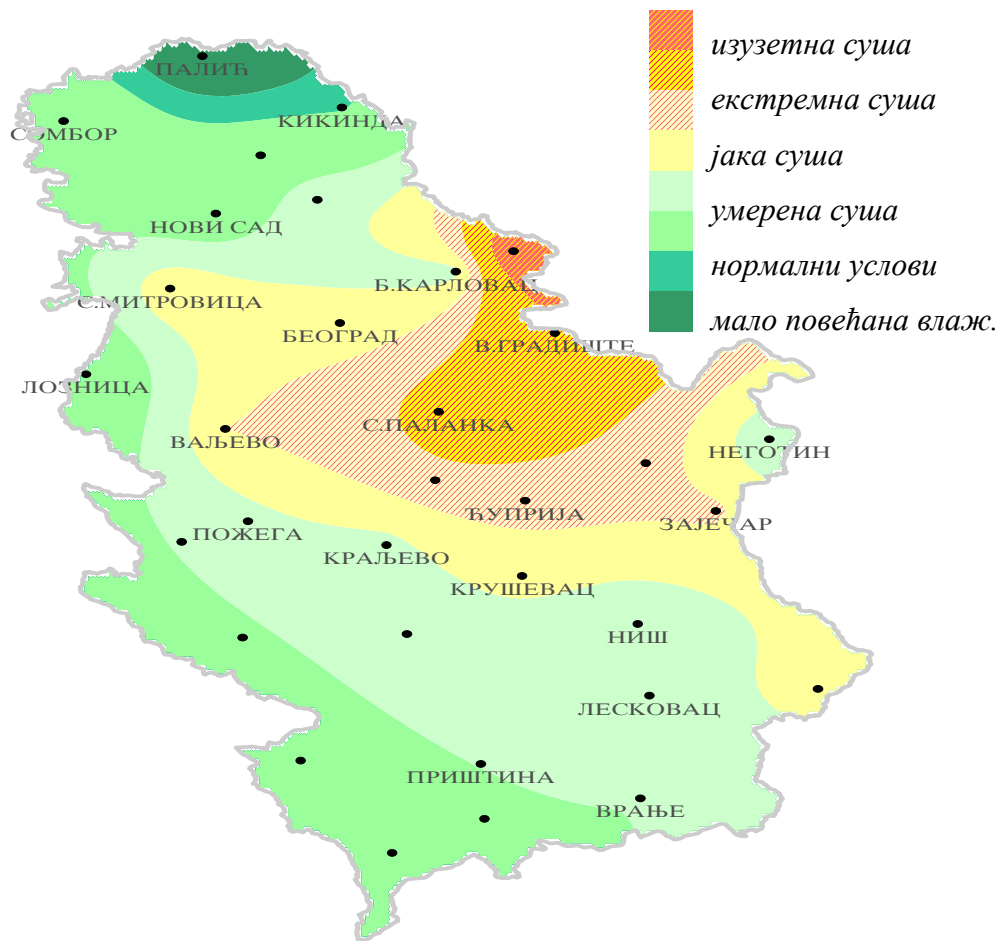 изузетна суша
екстремна суша
јака суша
умерена суша
нормални услови
мало повећана влаж.
ПАЛИЋ
КИКИНДА
СОМБОР
НОВИ САД
Б.КАРЛОВАЦ
С.МИТРОВИЦА
БЕОГРАД
В.ГРАДИШТЕ
ЛОЗНИЦА
С.ПАЛАНКА
ВАЉЕВО
НЕГОТИН
ЋУПРИЈА
ЗАЈЕЧАР
ПОЖЕГА
КРАЉЕВО
КРУШЕВАЦ
НИШ
ЛЕСКОВАЦ
ПРИШТИНА
ВРАЊЕ